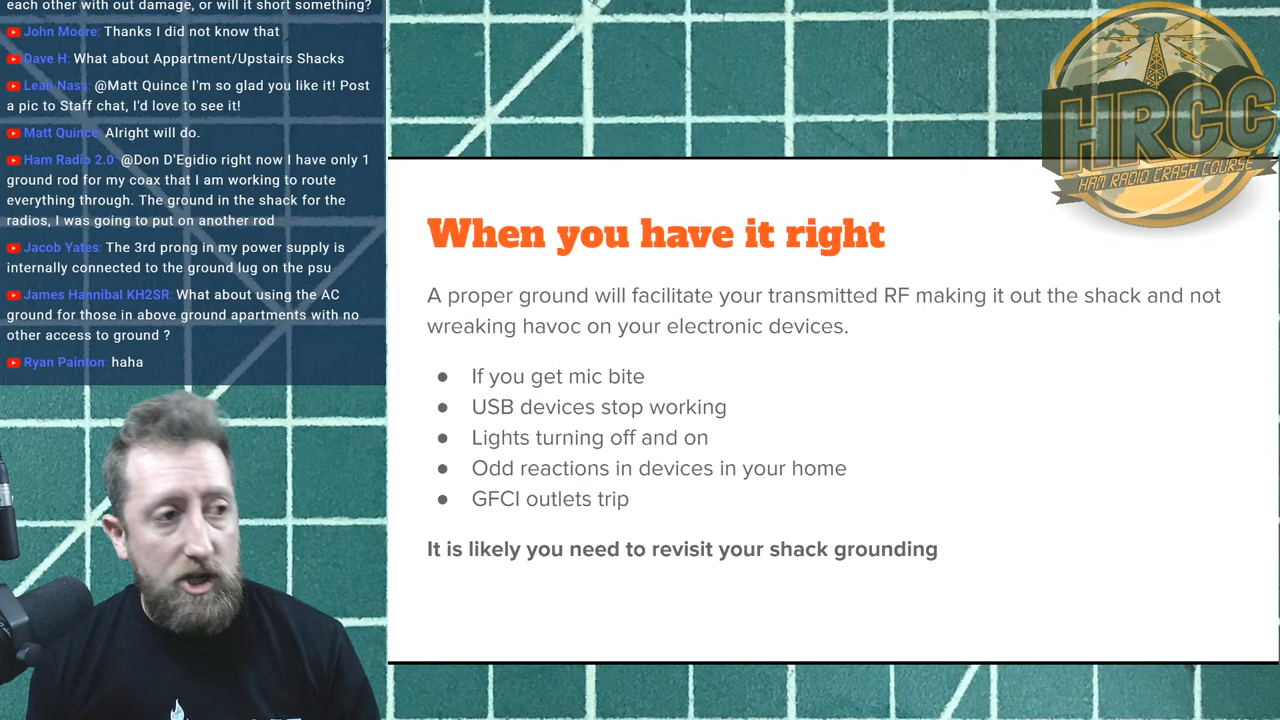 each other with out damage, or will it short something?
John Moore: Thanks I did not know that
Dave H: What about Appartment/Upstairs Shacks
Leah Nass: @Matt Quince I'm so glad you like it! Post
a pic to Staff chat, I'd love to see it!
Matt Quince: Alright will do.
Ham Radio 2.0: @Don D'Egidio right now I have only 1
ground rod for my coax that I am working to route
everything through. The ground in the shack for the
radios, I was going to put on another rod
Jacob Yates: The 3rd prong in my power supply is
internally connected to the ground lug on the psu
James Hannibal KH2SR: What about using the AC
ground for those in above ground apartments with no
other access to ground ?
Ryan Painton: haha
HRCC
HAM RADIO CRASH COURSE
When you have it right
A proper ground will facilitate your transmitted RF making it out the shack and not
wreaking havoc on your electronic devices.
● If you get mic bite
● USB devices stop working
● Lights turning off and on
● Odd reactions in devices in your home
● GFCI outlets trip
It is likely you need to revisit your shack grounding